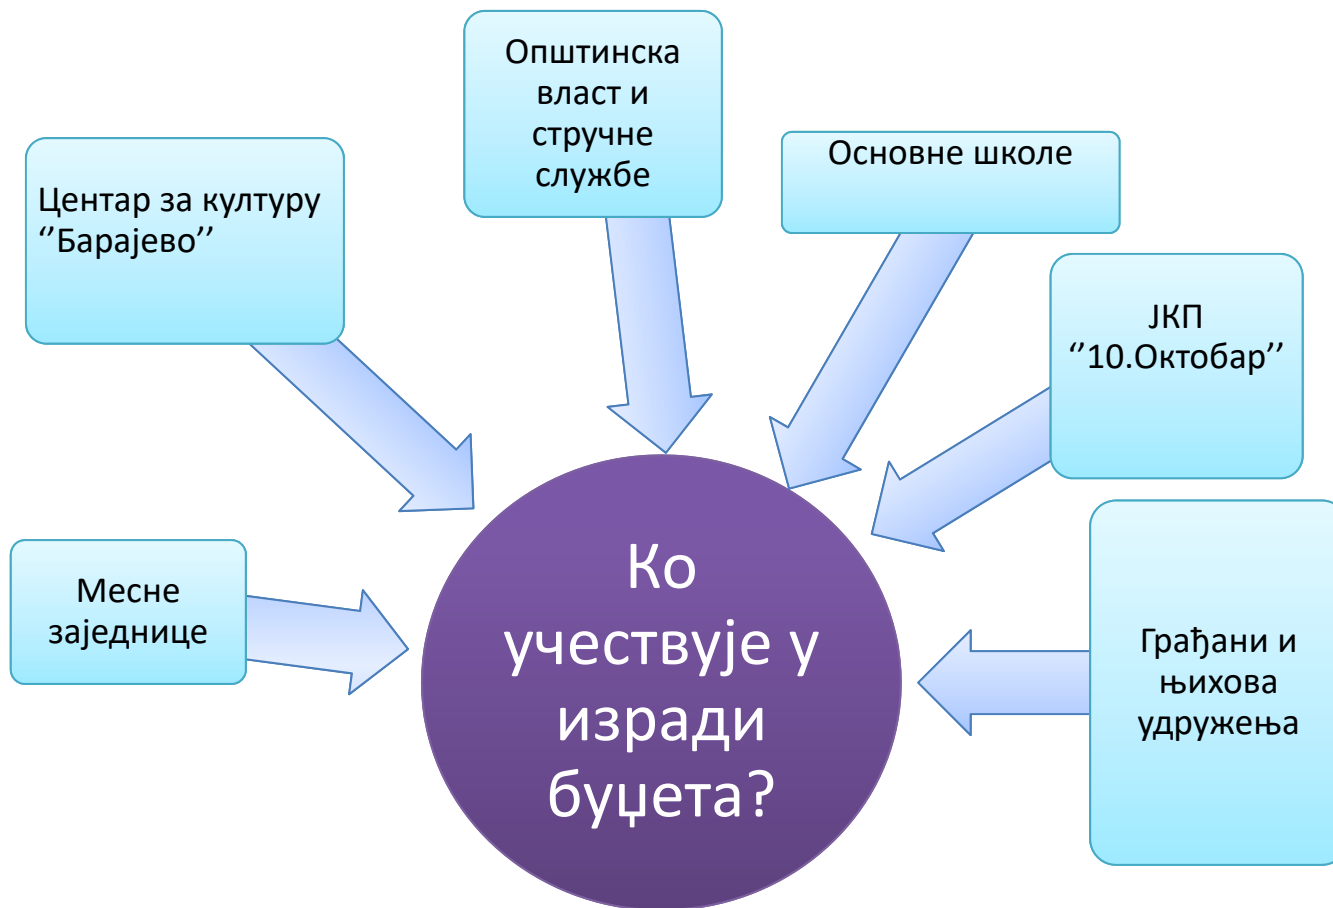 Општинска
власт и
стручне
службе
Основне школе
Центар за културу
‘’Барајево’’
ЈКП
‘’10.Октобар’’
Месне
заједнице
Грађани и
њихова
удружења
Ко
учествује у
изради
буџета?